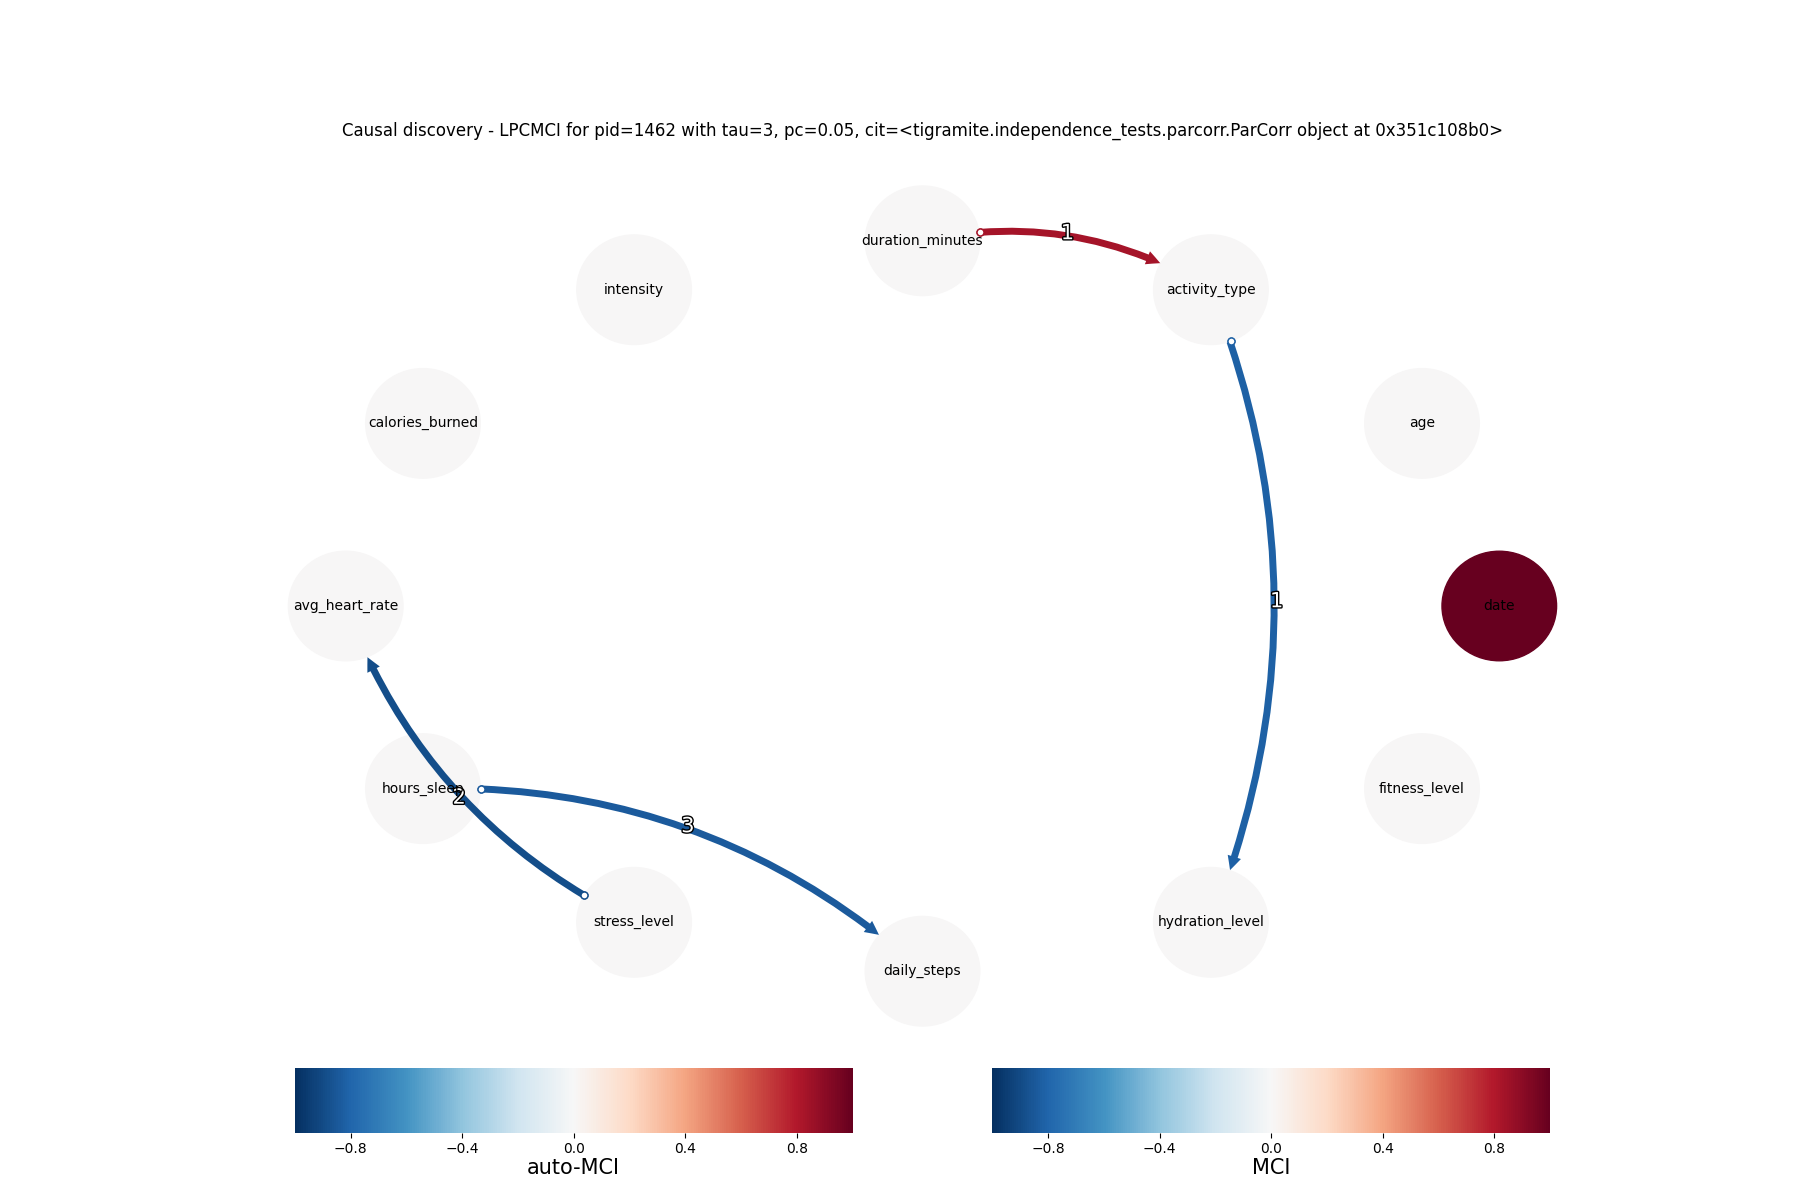 Causal discovery - LPCMCI for pid=1462 with tau=3, pc=0.05, cit=<tigramite.independence_tests.parcorr.ParCorr object at 0x351c108b0>
duration_minutes
1
intensity
activity_type
calories_burned
age
avg_heart_rate
1
date
hours_sleep
2
3
fitness_level
stress_level
hydration_level
daily_steps
−0.8 −0.4 0.0 0.4 0.8
auto-MCI
−0.8 −0.4 0.0 0.4 0.8
MCI